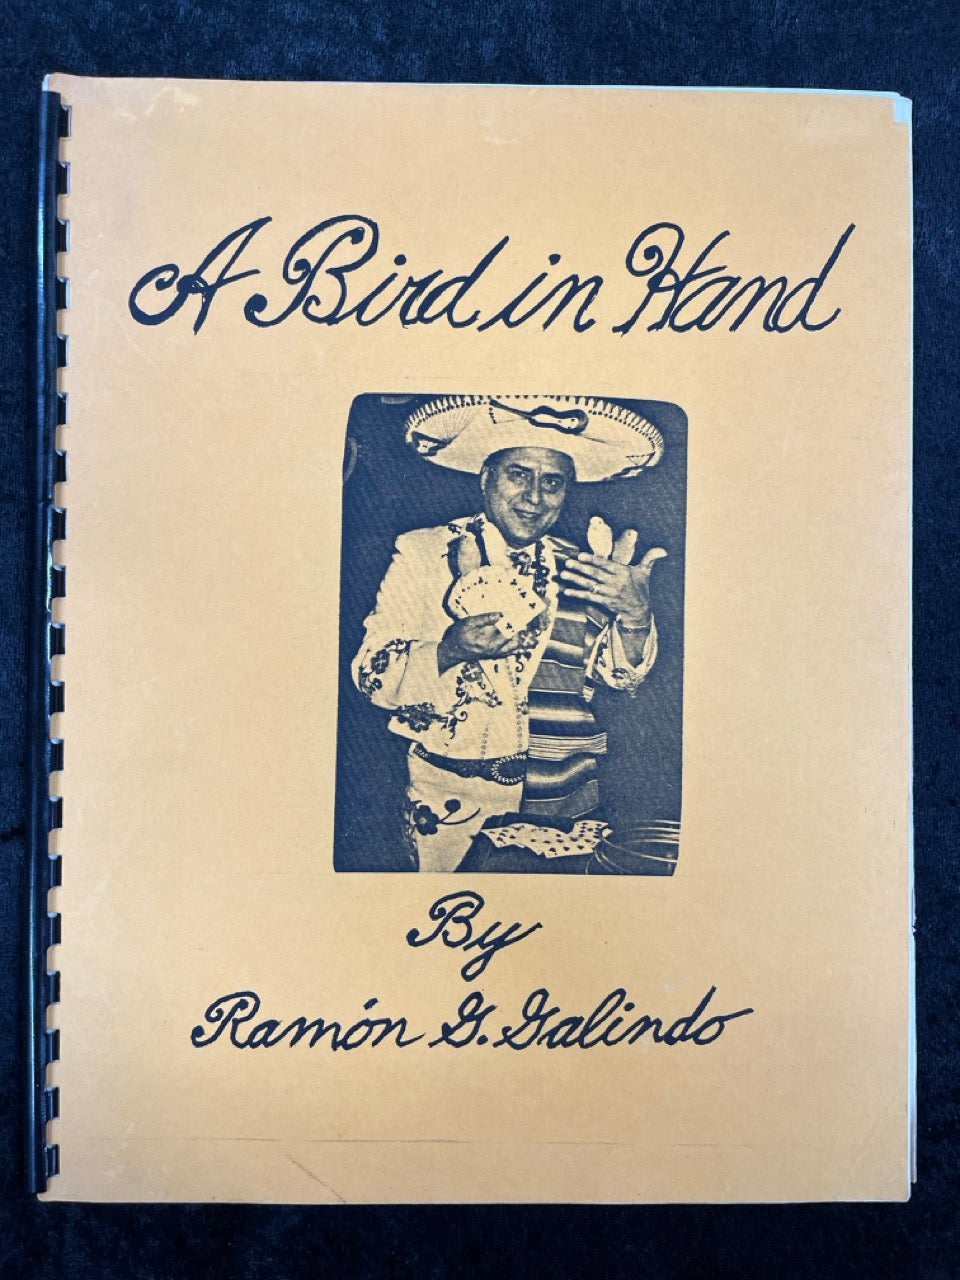 A Bird in Hand
By
Ramón G. Galindo